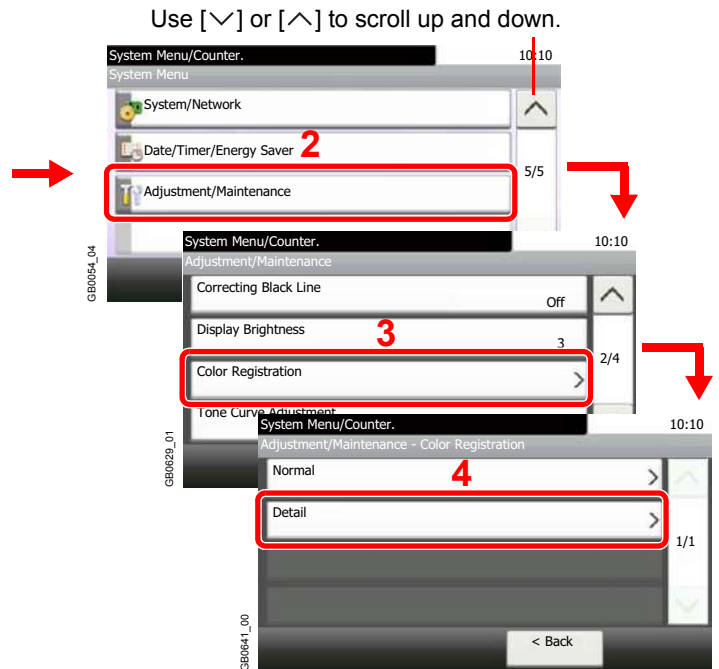 Use [∨] or [∧] to scroll up and down.
System Menu/Counter. 10:10
System Menu
System/Network
Date/Timer/Energy Saver 2
5/5
Adjustment/Maintenance
GB0054_04
System Menu/Counter. 10:10
Adjustment/Maintenance
Correcting Black Line
Off
Display Brightness
3
3
2/4
Color Registration >
Tone Curve Adjustment
GB0629_01
System Menu/Counter. 10:10
Adjustment/Maintenance - Color Registration
Normal 4 >
Detail >
1/1
< Back
GB0641_00